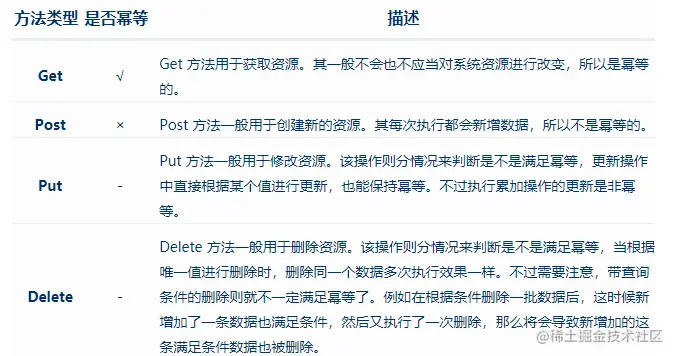 方法类型 是否幂等 描述
Get √ Get 方法用于获取资源。其一般不会也不应当对系统资源进行改变，所以是幂等
的。
Post × Post 方法一般用于创建新的资源。其每次执行都会新增数据，所以不是幂等的。
Put 方法一般用于修改资源。该操作则分情况来判断是不是满足幂等，更新操作
Put - 中直接根据某个值进行更新，也能保持幂等。不过执行累加操作的更新是非幂
等。
Delete 方法一般用于删除资源。该操作则分情况来判断是不是满足幂等，当根据
唯一值进行删除时，删除同一个数据多次执行效果一样。不过需要注意，带查询
Delete - 条件的删除则就不一定满足幂等了。例如在根据条件删除一批数据后，这时候新
增加了一条数据也满足条件，然后又执行了一次删除，那么将会导致新增加的这
条满足条件数据也被删除。
@稀土掘金技术社区